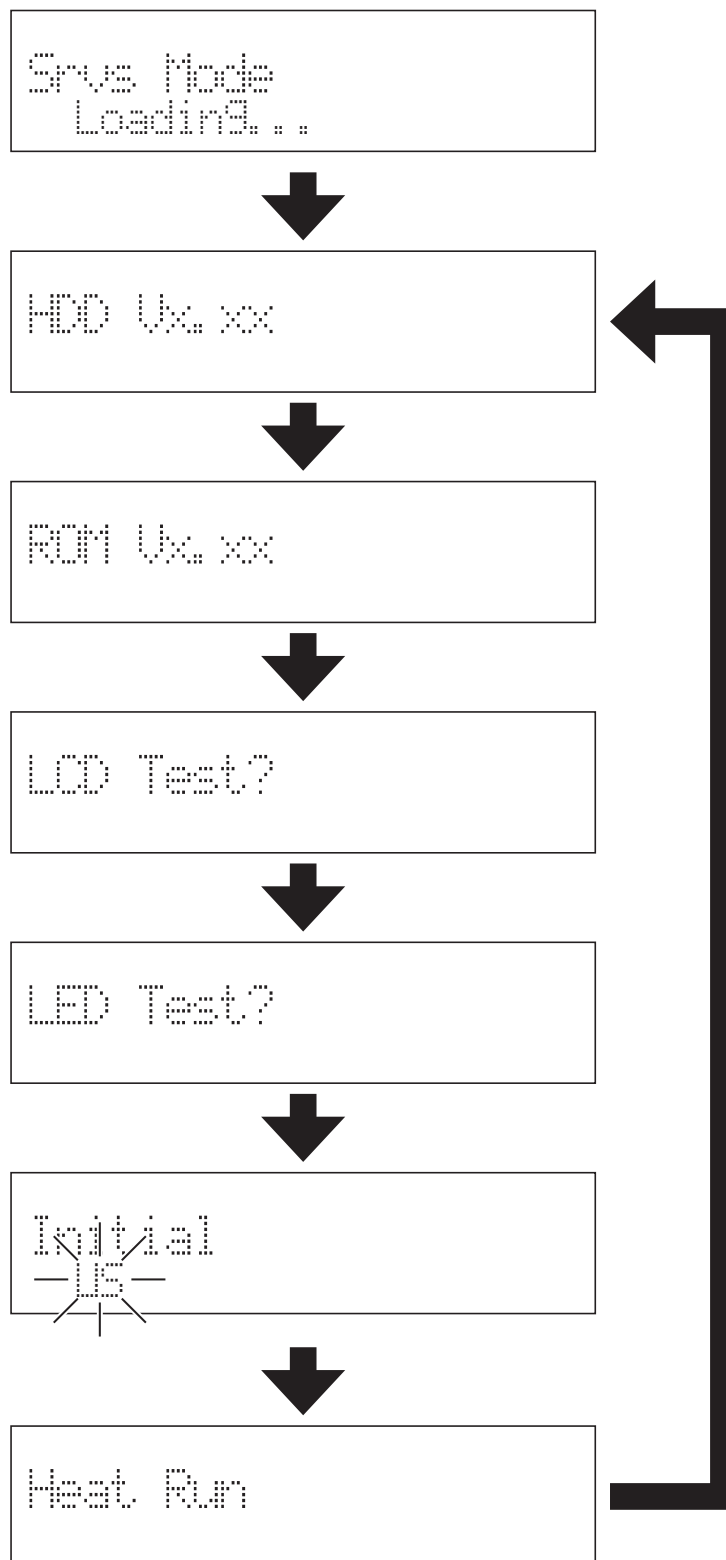 Srvs Mode
Loading...
HDD Vx.xx
ROM Vx.xx
LCD Test?
LED Test?
Initial
US
Heat Run